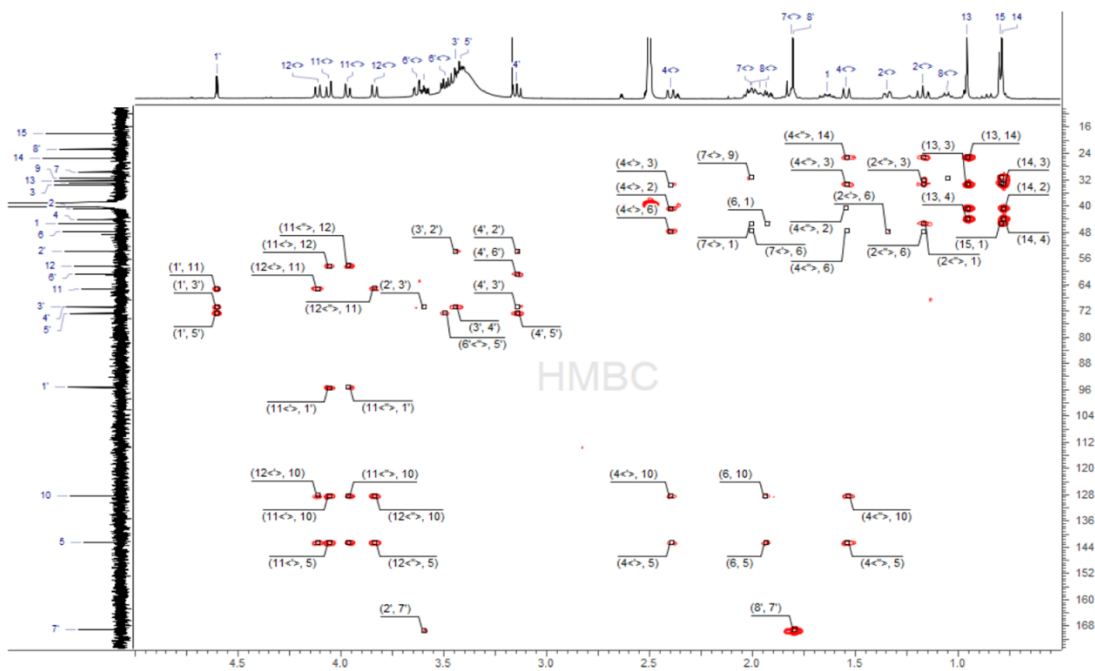 7<> 8' 13 15 14
1' 12<> 11<> 11<> 12<> 6'<> 6'<> 3' 5' 4' 4<> 7<> 8<> 1 4<> 2<> 2<> 8<>
15
8'
14
9 7
13
3
2
4
1
6
2'
12
6'
11
3'
4'
5'
1'
10
5
7'
16
24
32
40
48
56
64
72
80
88
96
104
112
120
128
136
144
152
160
168
(4<">, 14) (13, 3) (13, 14)
(4<'>, 3) (7<'>, 9) (4<">, 3) (2<">, 3) (14, 3)
(4<'>, 2) (6, 1) (2<'>, 6) (13, 4) (14, 2)
(4<'>, 6) (4<">, 2)
(7<'>, 1) (7<'>, 6) (2<">, 6) (15, 1) (14, 4)
(4<">, 6) (2<">, 1)
(11<">, 12) (3', 2') (4', 2')
(11<'>, 12) (4', 6')
(1', 11) (12<'>, 11) (4', 3')
(1', 3') (12<">, 11) (2', 3') (3', 4') (4', 5')
(1', 5') (6'<">, 5')
HMBC
(11<'>, 1') (11<">, 1')
(12<'>, 10) (11<">, 10) (4<'>, 10) (6, 10)
(11<'>, 10) (12<">, 10) (4<">, 10)
(11<'>, 5) (12<">, 5) (4<'>, 5) (6, 5) (4<">, 5)
(2', 7') (8', 7')
4.5 4.0 3.5 3.0 2.5 2.0 1.5 1.0